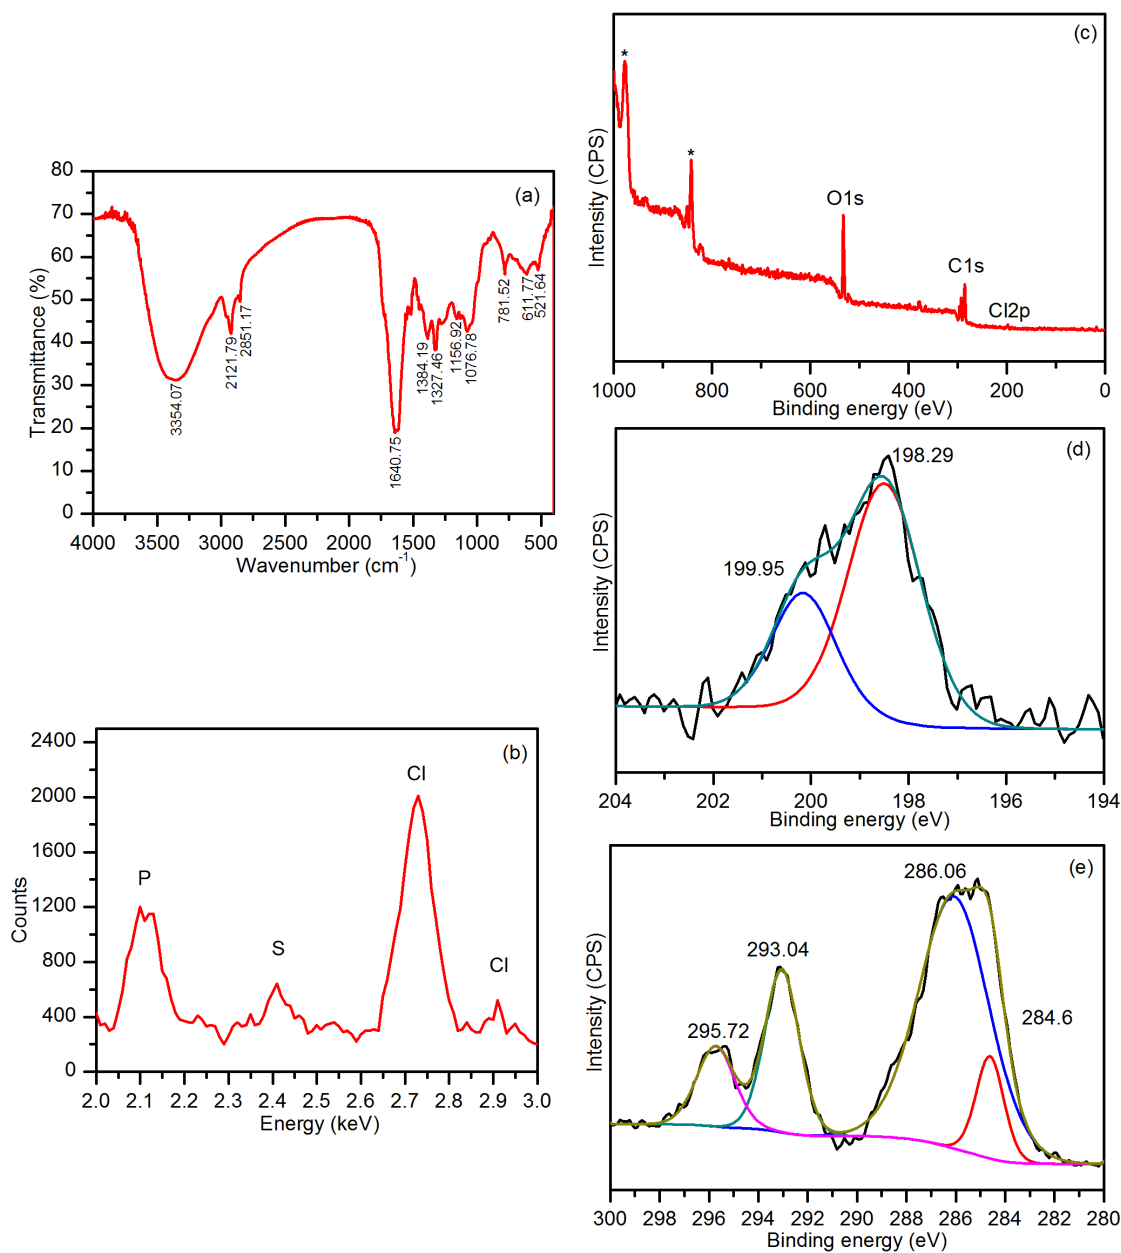 (a)
80
70
60
50
40
30
20
10
0
Transmittance (%)
3354.07
2121.79
2851.17
1640.75
1384.19
1327.46
1156.92
1076.78
781.52
611.77
521.64
4000 3500 3000 2500 2000 1500 1000 500
Wavenumber (cm-1)
(b)
2400
2000
1600
1200
800
400
0
Counts
P
S
Cl
Cl
2.0 2.1 2.2 2.3 2.4 2.5 2.6 2.7 2.8 2.9 3.0
Energy (keV)
(c)
Intensity (CPS)
*
*
O1s
C1s
Cl2p
1000 800 600 400 200 0
Binding energy (eV)
(d)
Intensity (CPS)
198.29
199.95
204 202 200 198 196 194
Binding energy (eV)
(e)
Intensity (CPS)
286.06
293.04
295.72
284.6
300 298 296 294 292 290 288 286 284 282 280
Binding energy (eV)